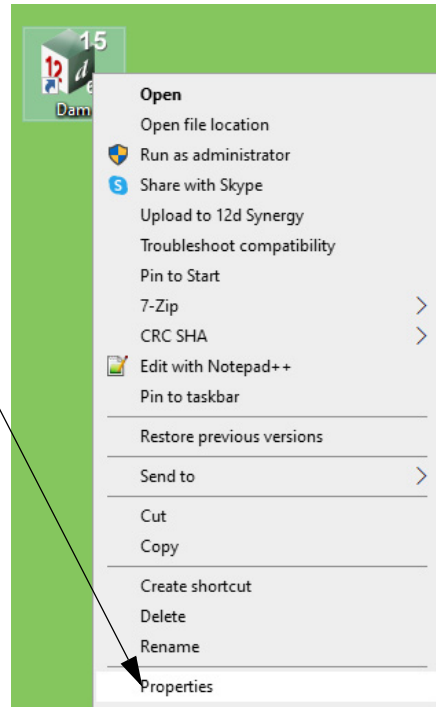 15
12 d
6
Dam
Open
Open file location
Run as administrator
S Share with Skype
Upload to 12d Synergy
Troubleshoot compatibility
Pin to Start
7-Zip
CRC SHA
Edit with Notepad++
Pin to taskbar
Restore previous versions
Send to
Cut
Copy
Create shortcut
Delete
Rename
Properties